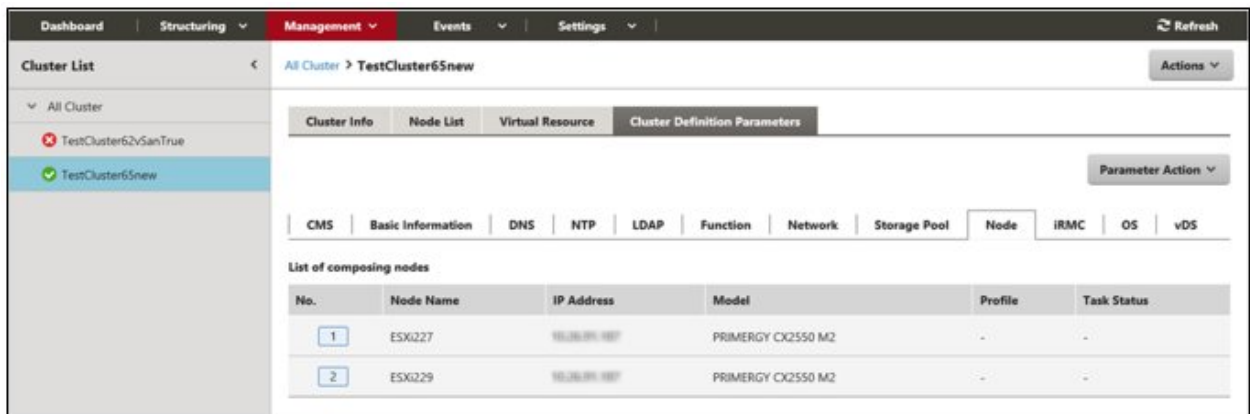 Dashboard Structuring Management Events Settings Refresh
Cluster List
All Cluster > TestCluster65new Actions
All Cluster
TestCluster62vSanTrue
TestCluster65new
Cluster Info Node List Virtual Resource Cluster Definition Parameters
Parameter Action
CMS Basic Information DNS NTP LDAP Function Network Storage Pool Node iRMC OS vDS
List of composing nodes
No. Node Name IP Address Model Profile Task Status
1 ESXi227 PRIMERGY CX2550 M2 - -
2 ESXi229 PRIMERGY CX2550 M2 - -